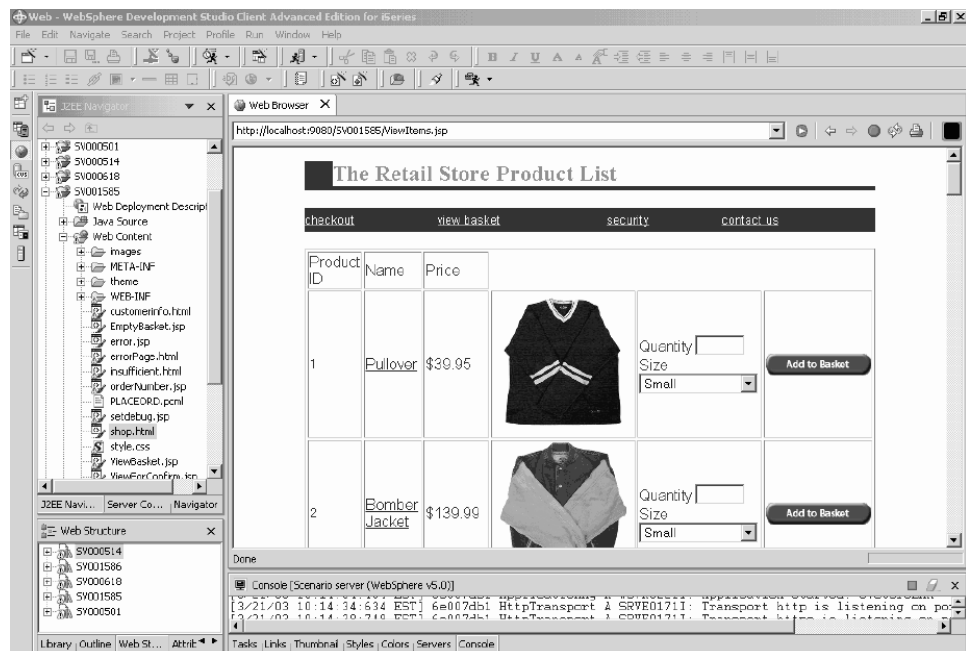 Web - WebSphere Development Studio Client Advanced Edition for iSeries
File Edit Navigate Search Project Profile Run Window Help
J2EE Navigator
SV000501
SV000514
SV000618
SV001585
Web Deployment Descript
Java Source
Web Content
images
META-INF
theme
WEB-INF
customerinfo.html
EmptyBasket.jsp
error.jsp
errorPage.html
insufficient.html
orderNumber.jsp
PLACEORD.pcml
setdebug.jsp
shop.html
style.css
ViewBasket.jsp
ViewForConfirm.jsp
J2EE Navi... Server Co... Navigator
Web Structure
SV000514
SV001586
SV000618
SV001585
SV000501
Library Outline Web St... Attrib
Web Browser
http://localhost:9080/SV001585/ViewItems.jsp
The Retail Store Product List
checkout view basket security contact us
Product ID Name Price
1 Pullover $39.95
Quantity
Size
Small
Add to Basket
2 Bomber Jacket $139.99
Quantity
Size
Small
Add to Basket
Done
Console [Scenario server (WebSphere v5.0)]
[3/21/03 10:14:34:634 EST] 6e007db1 HttpTransport A SRVE0171I: Transport http is listening on po
Tasks Links Thumbnail Styles Colors Servers Console